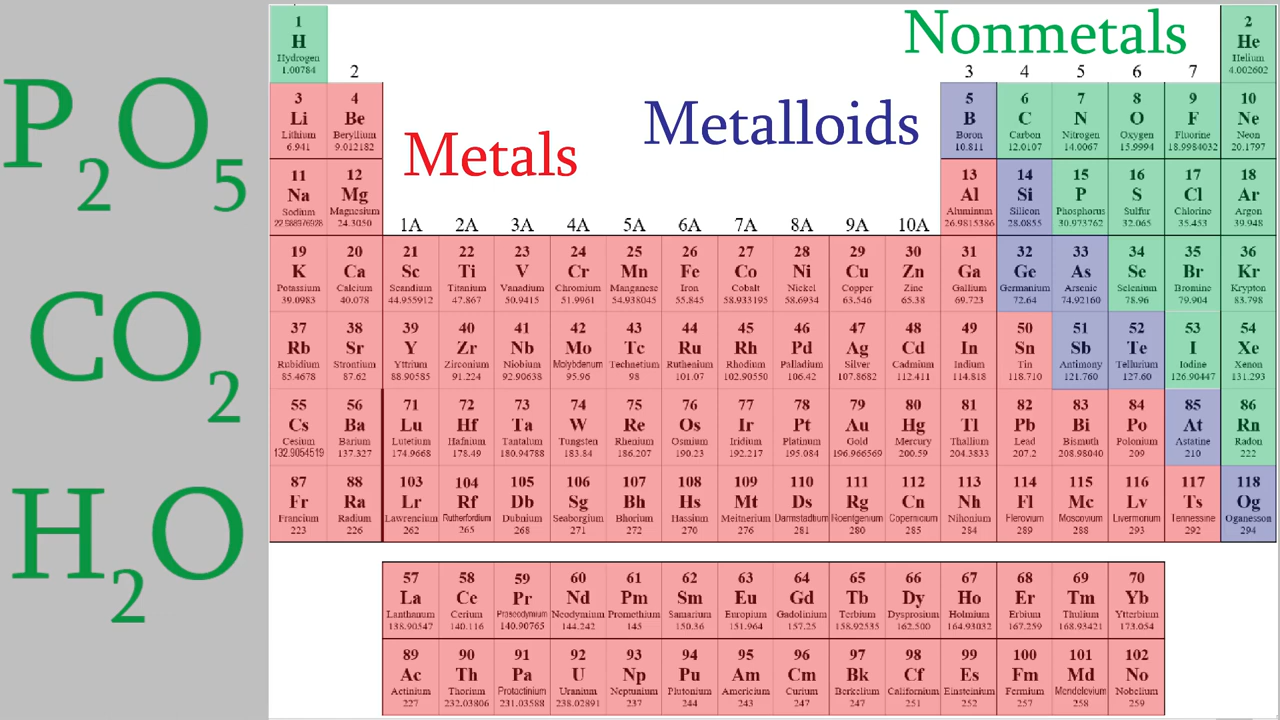 P2O5
CO2
H2O
Nonmetals
Metalloids
Metals
2 3 4 5 6 7
1A 2A 3A 4A 5A 6A 7A 8A 9A 10A
1 2
H He
Hydrogen Helium
1.00784 4.002602
3 4 5 6 7 8 9 10
Li Be B C N O F Ne
Lithium Beryllium Boron Carbon Nitrogen Oxygen Fluorine Neon
6.941 9.012182 10.811 12.0107 14.0067 15.9994 18.9984032 20.1797
11 12 13 14 15 16 17 18
Na Mg Al Si P S Cl Ar
Sodium Magnesium Aluminum Silicon Phosphorus Sulfur Chlorine Argon
22.98976928 24.3050 26.9815386 28.0855 30.973762 32.065 35.453 39.948
19 20 21 22 23 24 25 26 27 28 29 30 31 32 33 34 35 36
K Ca Sc Ti V Cr Mn Fe Co Ni Cu Zn Ga Ge As Se Br Kr
Potassium Calcium Scandium Titanium Vanadium Chromium Manganese Iron Cobalt Nickel Copper Zinc Gallium Germanium Arsenic Selenium Bromine Krypton
39.0983 40.078 44.955912 47.867 50.9415 51.9961 54.938045 55.845 58.933195 58.6934 63.546 65.38 69.723 72.64 74.92160 78.96 79.904 83.798
37 38 39 40 41 42 43 44 45 46 47 48 49 50 51 52 53 54
Rb Sr Y Zr Nb Mo Tc Ru Rh Pd Ag Cd In Sn Sb Te I Xe
Rubidium Strontium Yttrium Zirconium Niobium Molybdenum Technetium Ruthenium Rhodium Palladium Silver Cadmium Indium Tin Antimony Tellurium Iodine Xenon
85.4678 87.62 88.90585 91.224 92.90638 95.96 98 101.07 102.90550 106.42 107.8682 112.411 114.818 118.710 121.760 127.60 126.90447 131.293
55 56 71 72 73 74 75 76 77 78 79 80 81 82 83 84 85 86
Cs Ba Lu Hf Ta W Re Os Ir Pt Au Hg Tl Pb Bi Po At Rn
Cesium Barium Lutetium Hafnium Tantalum Tungsten Rhenium Osmium Iridium Platinum Gold Mercury Thallium Lead Bismuth Polonium Astatine Radon
132.9054519 137.327 174.9668 178.49 180.94788 183.84 186.207 190.23 192.217 195.084 196.966569 200.59 204.3833 207.2 208.98040 209 210 222
87 88 103 104 105 106 107 108 109 110 111 112 113 114 115 116 117 118
Fr Ra Lr Rf Db Sg Bh Hs Mt Ds Rg Cn Nh Fl Mc Lv Ts Og
Francium Radium Lawrencium Rutherfordium Dubnium Seaborgium Bhorium Hassium Meitnerium Darmstadtium Roentgenium Copernicium Nihonium Flerovium Moscovium Livermorium Tennessine Oganesson
223 226 262 265 268 271 272 270 276 281 280 285 284 289 288 293 292 294
57 58 59 60 61 62 63 64 65 66 67 68 69 70
La Ce Pr Nd Pm Sm Eu Gd Tb Dy Ho Er Tm Yb
Lanthanum Cerium Praseodymium Neodymium Promethium Samarium Europium Gadolinium Terbium Dysprosium Holmium Erbium Thulium Ytterbium
138.90547 140.116 140.90765 144.242 145 150.36 151.964 157.25 158.92535 162.500 164.93032 167.259 168.93421 173.054
89 90 91 92 93 94 95 96 97 98 99 100 101 102
Ac Th Pa U Np Pu Am Cm Bk Cf Es Fm Md No
Actinium Thorium Protactinium Uranium Neptunium Plutonium Americium Curium Berkelium Californium Einsteinium Fermium Mendelevium Nobelium
227 232.03806 231.03588 238.02891 237 244 243 247 247 251 252 257 258 259